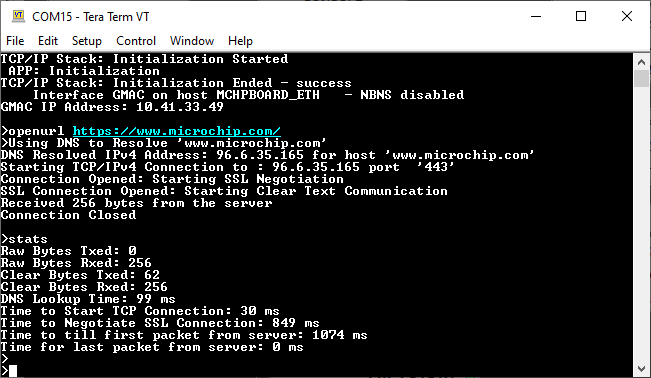 COM15 - Tera Term VT
File Edit Setup Control Window Help
TCP/IP Stack: Initialization Started
APP: Initialization
TCP/IP Stack: Initialization Ended - success
Interface GMAC on host MCHPBOARD_ETH - NBNS disabled
GMAC IP Address: 10.41.33.49
>openurl https://www.microchip.com/
>Using DNS to Resolve 'www.microchip.com'
DNS Resolved IPv4 Address: 96.6.35.165 for host 'www.microchip.com'
Starting TCP/IPv4 Connection to : 96.6.35.165 port '443'
Connection Opened: Starting SSL Negotiation
SSL Connection Opened: Starting Clear Text Communication
Received 256 bytes from the server
Connection Closed
>stats
Raw Bytes Txed: 0
Raw Bytes Rxed: 256
Clear Bytes Txed: 62
Clear Bytes Rxed: 256
DNS Lookup Time: 99 ms
Time to Start TCP Connection: 30 ms
Time to Negotiate SSL Connection: 849 ms
Time to till first packet from server: 1074 ms
Time for last packet from server: 0 ms
>
>